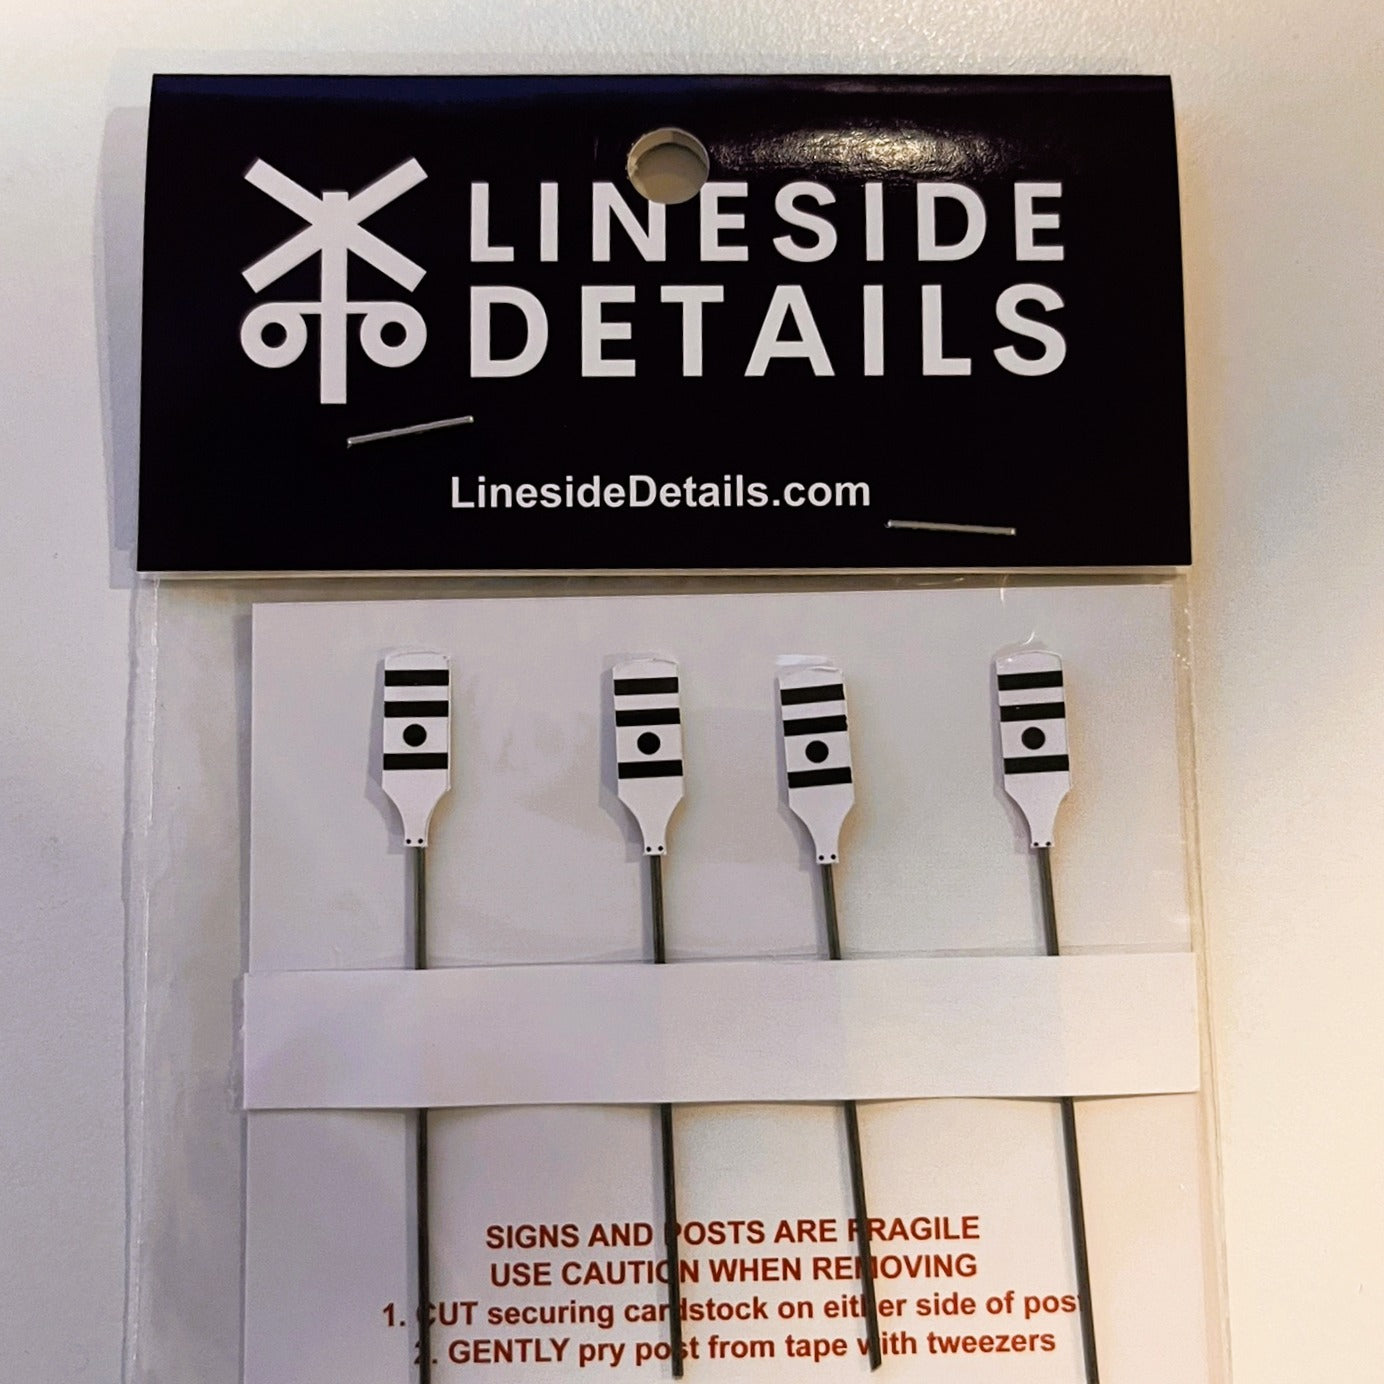 LINESIDE
DETAILS
LinesideDetails.com
SIGNS AND POSTS ARE FRAGILE
USE CAUTION WHEN REMOVING
1. CUT securing cardstock on either side of post
2. GENTLY pry post from tape with tweezers